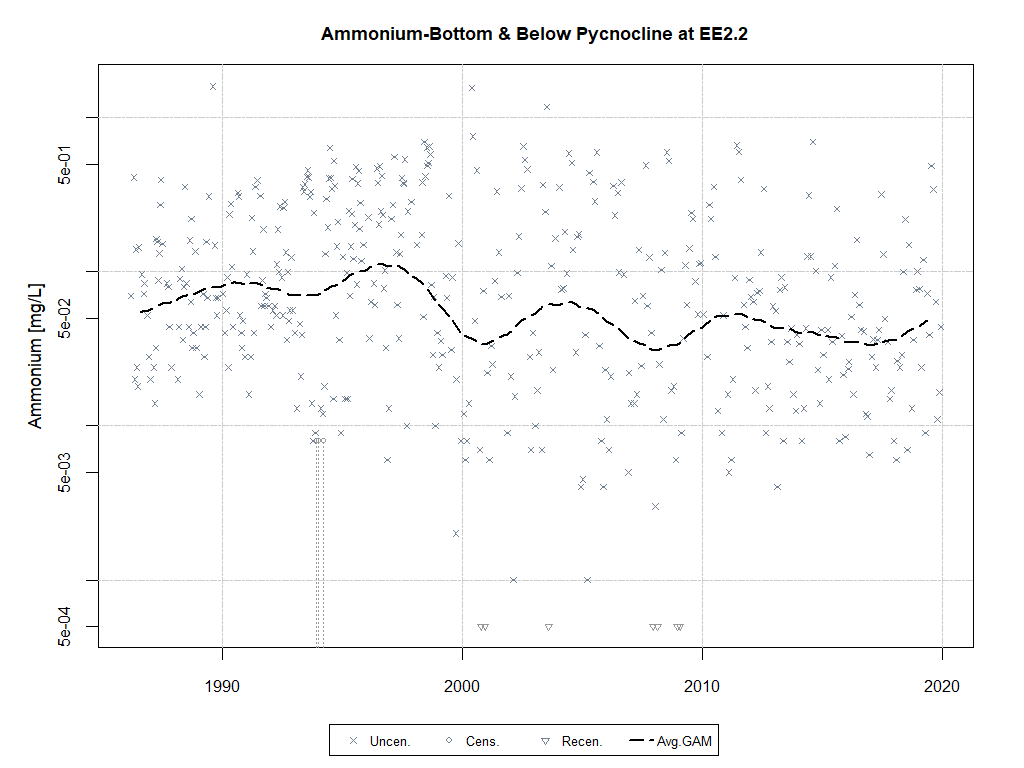 Ammonium-Bottom & Below Pycnocline at EE2.2
Ammonium [mg/L]
5e-01
5e-02
5e-03
5e-04
1990 2000 2010 2020
Uncen. Cens. Recen. Avg.GAM